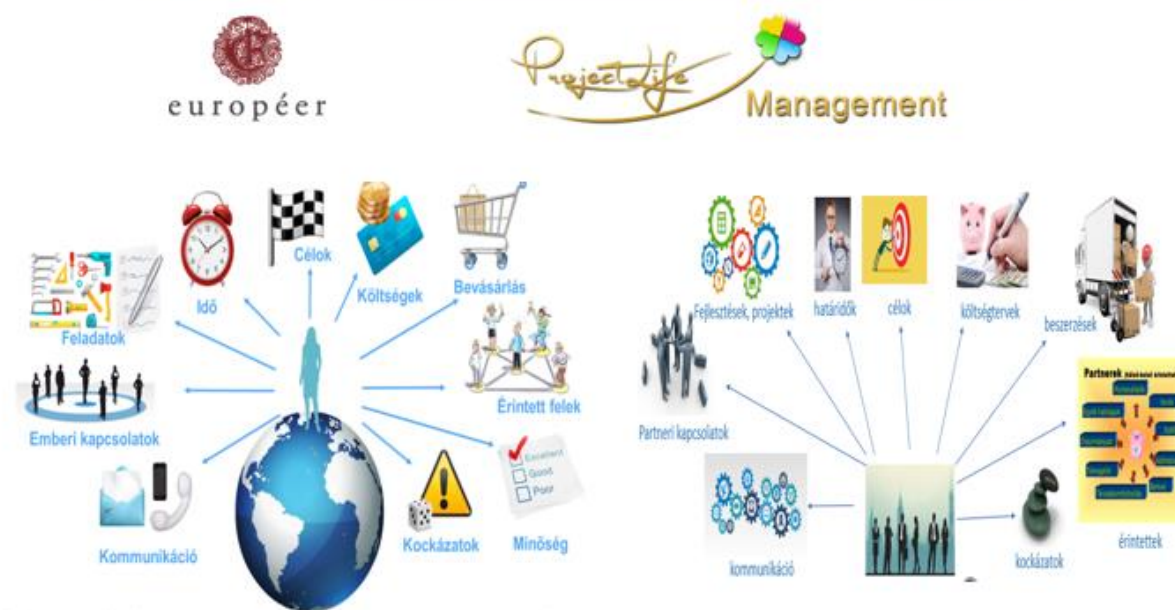 européer
ProjectLife
Management
Célok
Költségek
Bevásárlás
Idő
Feladatok
Érintett felek
Emberi kapcsolatok
Excellent
Good
Poor
Kommunikáció
Kockázatok
Minőség
Fejlesztések, projektek
határidők
célok
költségtervek
beszerzések
Partneri kapcsolatok
Partnerek
kommunikáció
kockázatok
érintettek